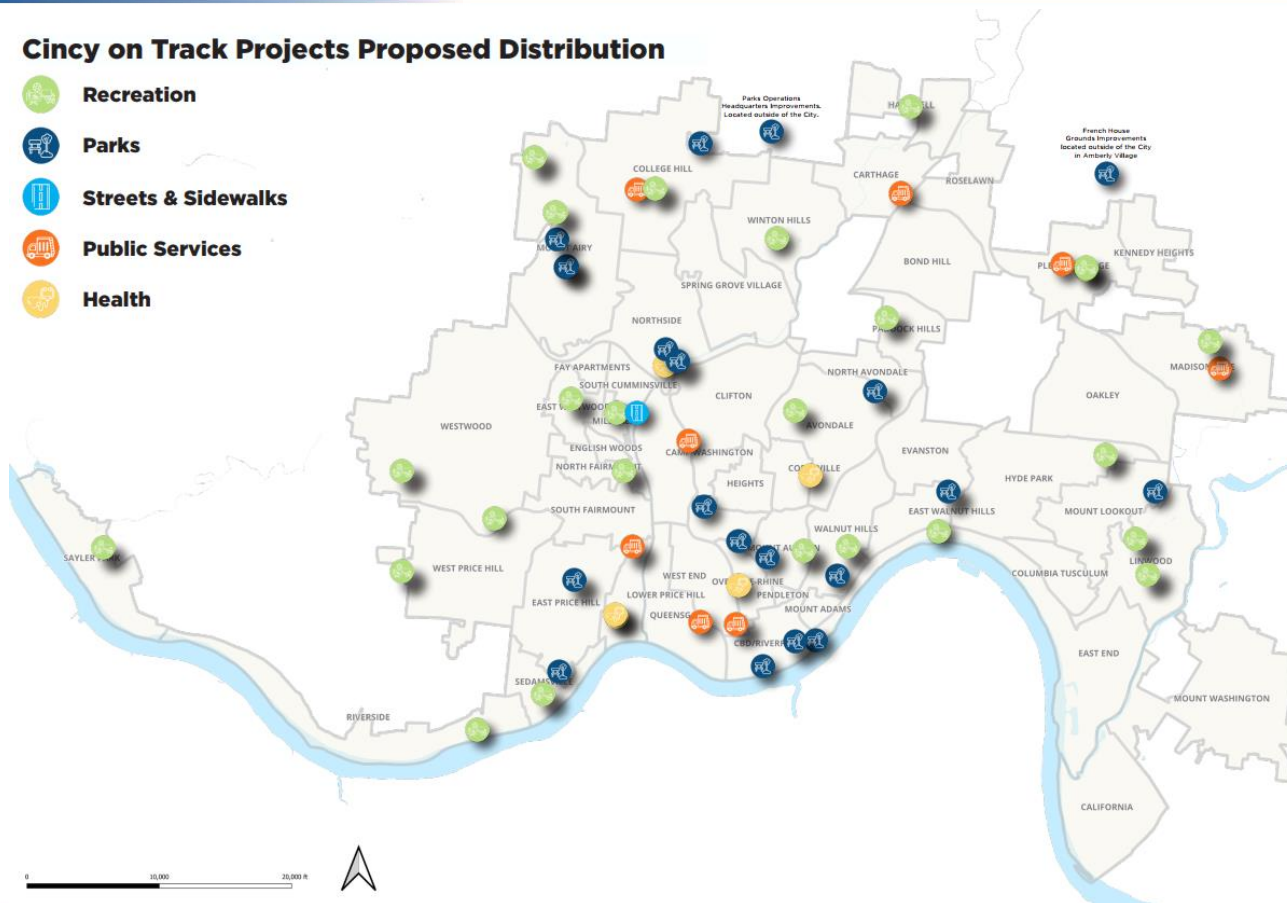 Cincy on Track Projects Proposed Distribution
Recreation
Parks
Streets & Sidewalks
Public Services
Health
Parks Operations
Headquarters Improvements.
Located outside of the City.
French House
Grounds Improvements
located outside of the City
in Amberly Village
COLLEGE HILL
CARTHAGE
ROSELAWN
WINTON HILLS
KENNEDY HEIGHTS
BOND HILL
SPRING GROVE VILLAGE
NORTHSIDE
FAY APARTMENTS
SOUTH CUMMINSVILLE
NORTH AVONDALE
CLIFTON
OAKLEY
WESTWOOD
AVONDALE
ENGLISH WOODS
EVANSTON
HYDE PARK
HEIGHTS
SOUTH FAIRMOUNT
EAST WALNUT HILLS
MOUNT LOOKOUT
WALNUT HILLS
WEST PRICE HILL
WEST END
COLUMBIA TUSCULUM
LINWOOD
LOWER PRICE HILL
PENDLETON
EAST PRICE HILL
MOUNT ADAMS
EAST END
MOUNT WASHINGTON
RIVERSIDE
CALIFORNIA
0 10,000 20,000 ft